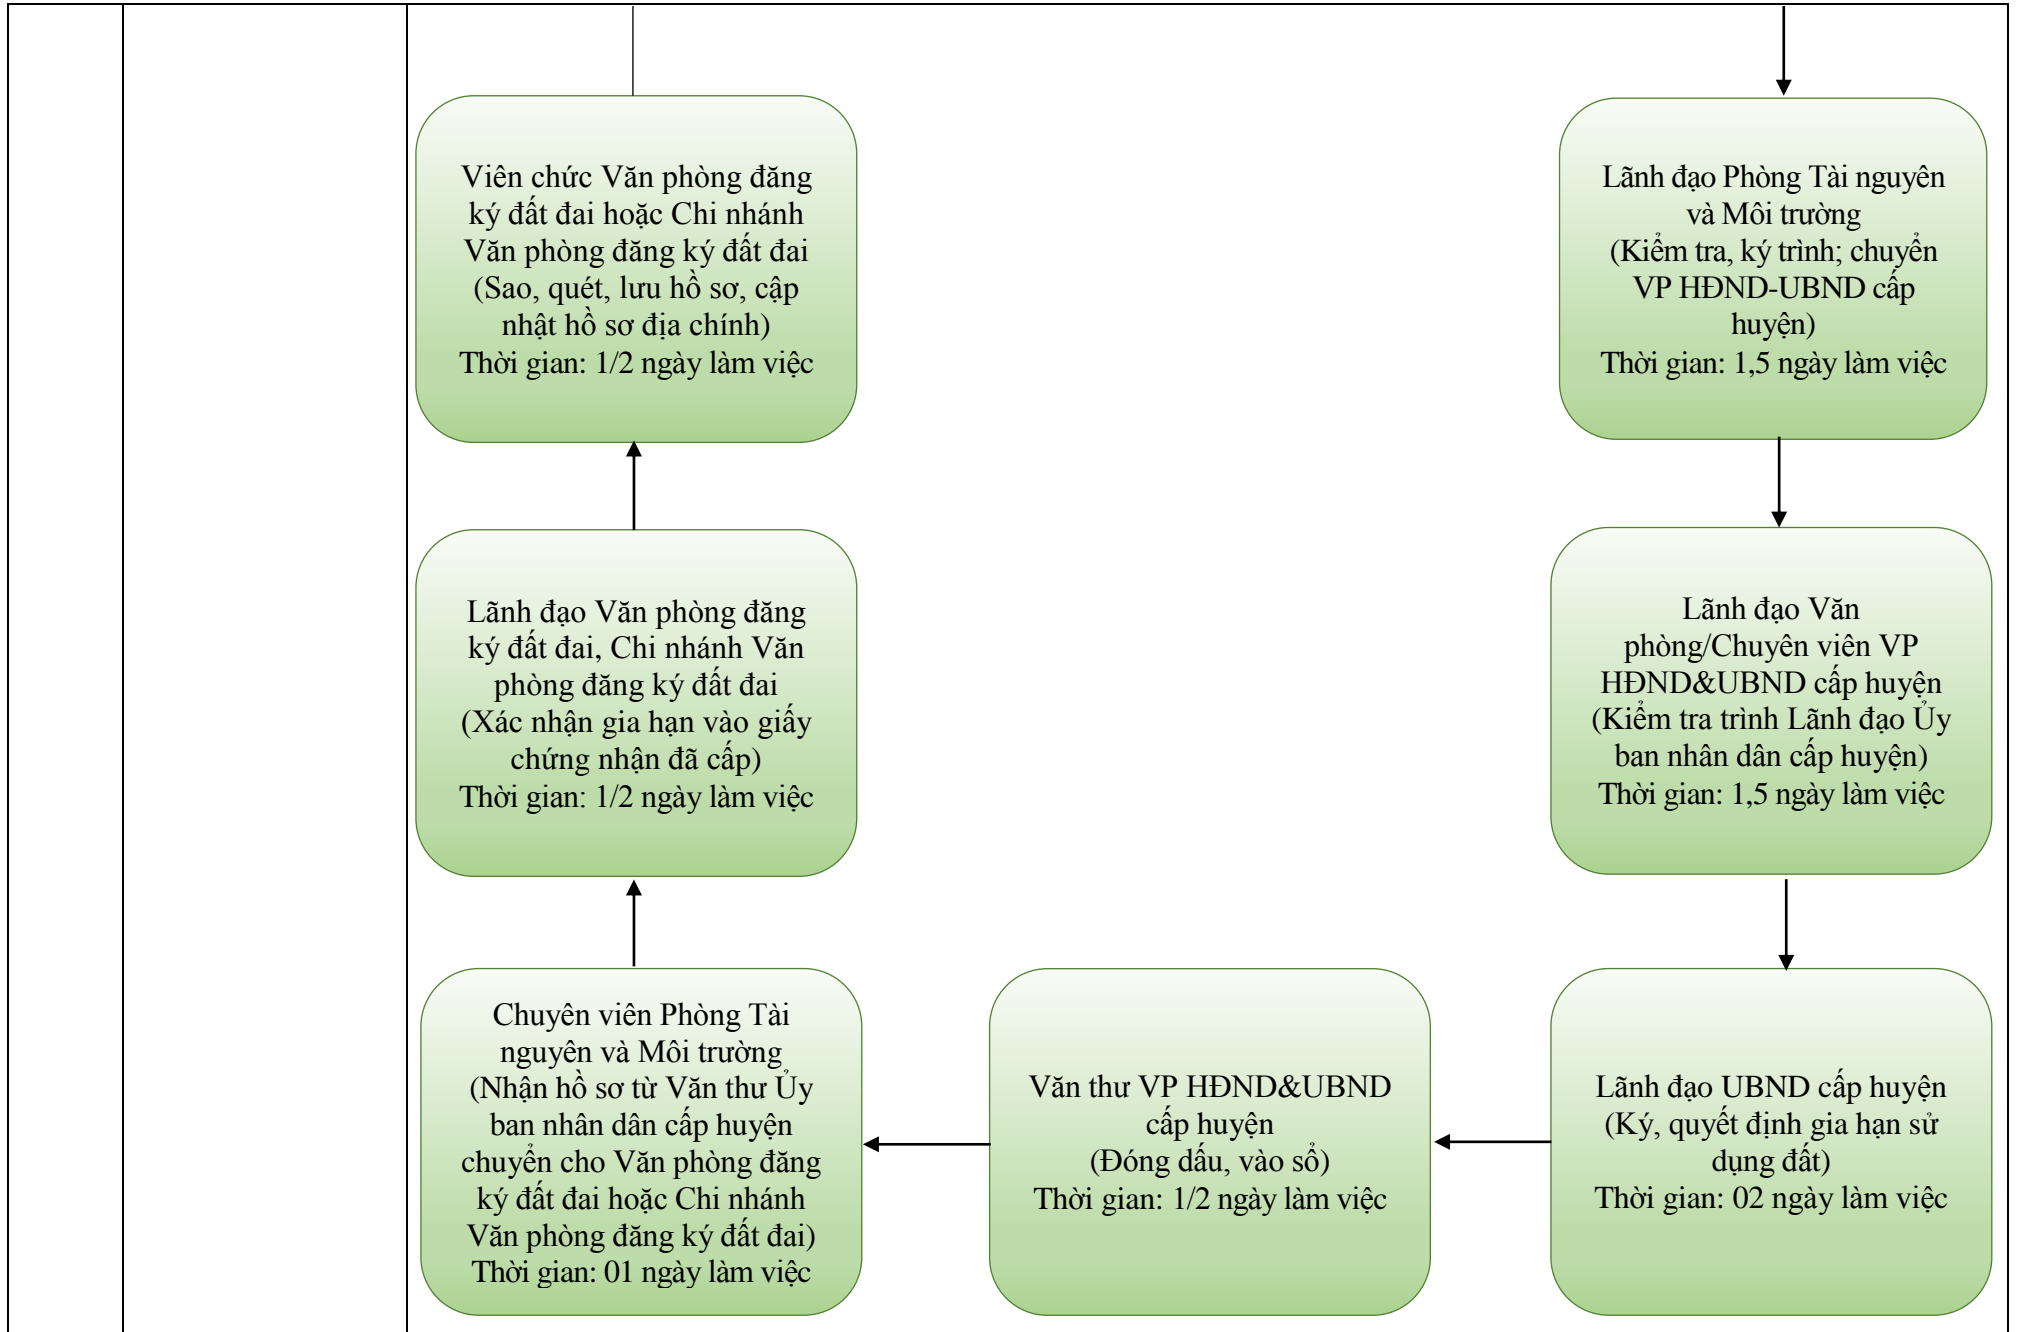 Viên chức Văn phòng đăng
ký đất đai hoặc Chi nhánh
Văn phòng đăng ký đất đai
(Sao, quét, lưu hồ sơ, cập
nhật hồ sơ địa chính)
Thời gian: 1/2 ngày làm việc
Lãnh đạo Phòng Tài nguyên
và Môi trường
(Kiểm tra, ký trình; chuyển
VP HĐND-UBND cấp
huyện)
Thời gian: 1,5 ngày làm việc
Lãnh đạo Văn phòng đăng
ký đất đai, Chi nhánh Văn
phòng đăng ký đất đai
(Xác nhận gia hạn vào giấy
chứng nhận đã cấp)
Thời gian: 1/2 ngày làm việc
Lãnh đạo Văn
phòng/Chuyên viên VP
HĐND&UBND cấp huyện
(Kiểm tra trình Lãnh đạo Ủy
ban nhân dân cấp huyện)
Thời gian: 1,5 ngày làm việc
Chuyên viên Phòng Tài
nguyên và Môi trường
(Nhận hồ sơ từ Văn thư Ủy
ban nhân dân cấp huyện
chuyển cho Văn phòng đăng
ký đất đai hoặc Chi nhánh
Văn phòng đăng ký đất đai)
Thời gian: 01 ngày làm việc
Văn thư VP HĐND&UBND
cấp huyện
(Đóng dấu, vào sổ)
Thời gian: 1/2 ngày làm việc
Lãnh đạo UBND cấp huyện
(Ký, quyết định gia hạn sử
dụng đất)
Thời gian: 02 ngày làm việc